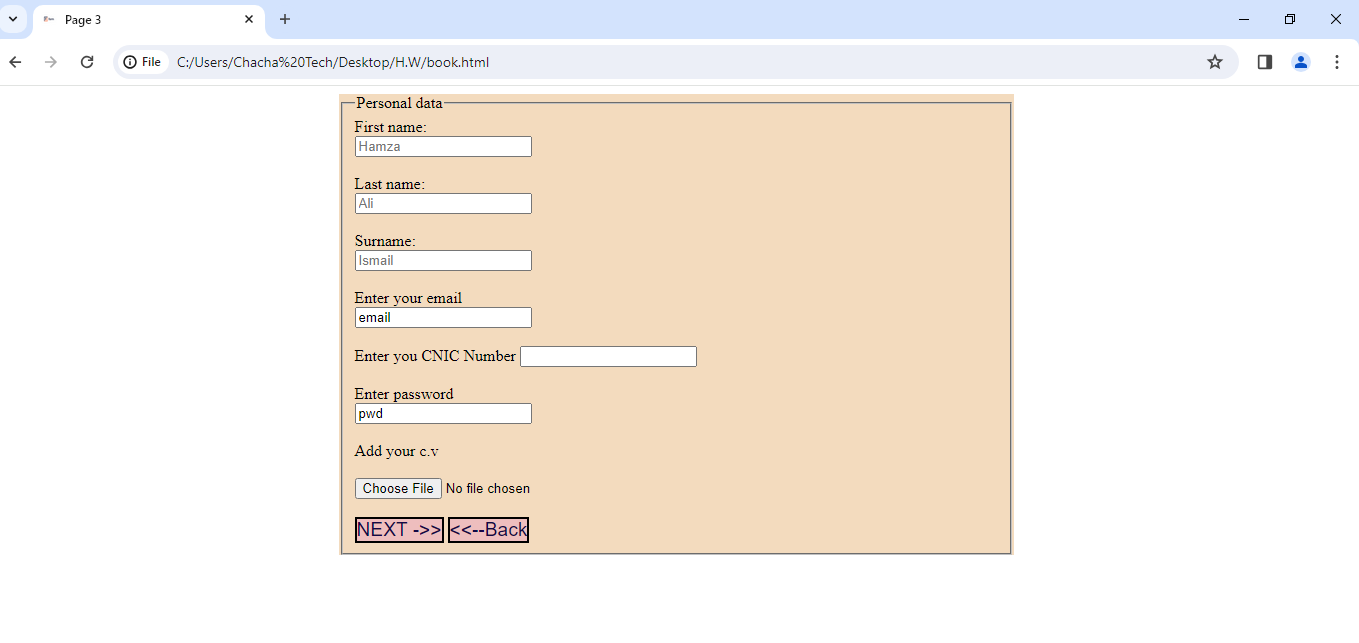 Page 3
File C:/Users/Chacha%20Tech/Desktop/H.W/book.html
Personal data
First name:
Hamza
Last name:
Ali
Surname:
Ismail
Enter your email
email
Enter you CNIC Number
Enter password
pwd
Add your c.v
Choose File No file chosen
NEXT ->> <<--Back